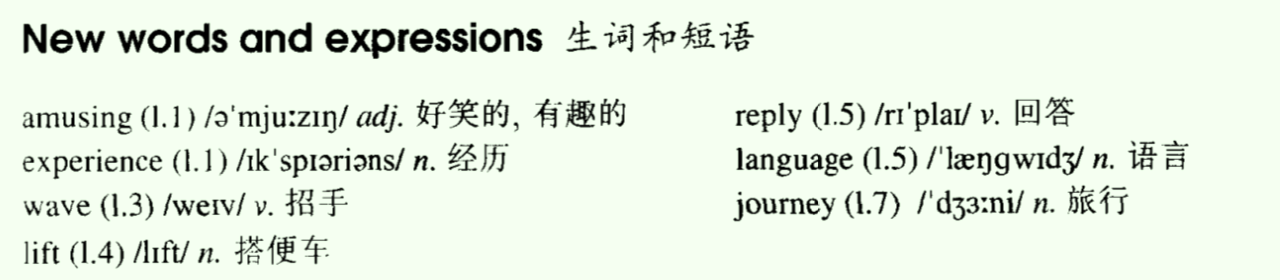 New words and expressions 生词和短语
amusing (l.1) /əˈmjuːzɪŋ/ adj. 好笑的, 有趣的
experience (l.1) /ɪkˈspɪəriəns/ n. 经历
wave (l.3) /weɪv/ v. 招手
lift (l.4) /lɪft/ n. 搭便车
reply (l.5) /rɪˈplaɪ/ v. 回答
language (l.5) /ˈlæŋgwɪdʒ/ n. 语言
journey (l.7) /ˈdʒɜːni/ n. 旅行